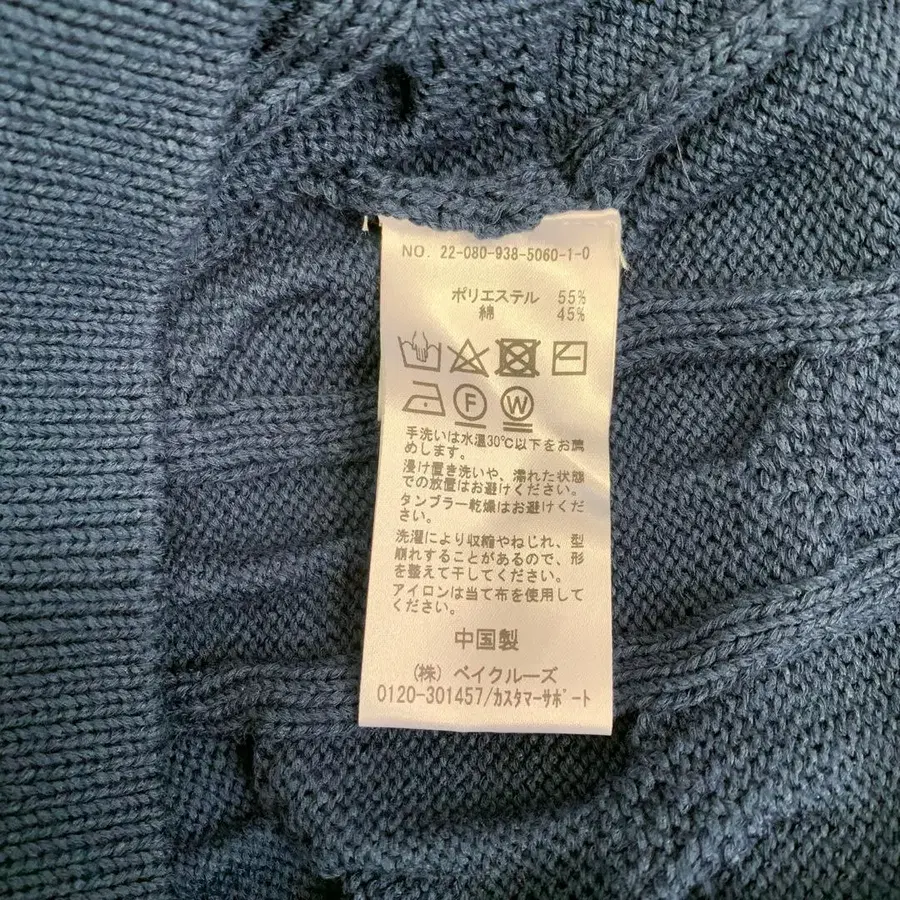 NO. 22-080-938-5060-1-0
ポリエステル 55%
綿 45%
F W
手洗いは水温30℃以下をお薦
めします。
浸け置き洗いや、濡れた状態
での放置はお避けください。
タンブラー乾燥はお避けくだ
さい。
洗濯により収縮やねじれ、型
崩れすることがあるので、形
を整えて干してください。
アイロンは当て布を使用して
ください。
中国製
(株) ベイクルーズ
0120-301457/カスタマーサポート